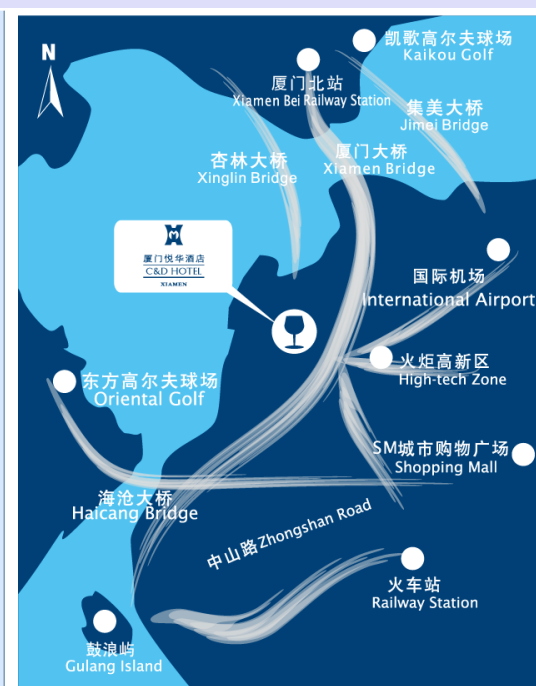 N
凯歌高尔夫球场
Kaikou Golf
厦门北站
Xiamen Bei Railway Station
集美大桥
Jimei Bridge
杏林大桥
Xinglin Bridge
厦门大桥
Xiamen Bridge
厦门悦华酒店
C&D HOTEL
XIAMEN
国际机场
International Airport
火炬高新区
High-tech Zone
东方高尔夫球场
Oriental Golf
SM城市购物广场
Shopping Mall
海沧大桥
Haicang Bridge
中山路Zhongshan Road
火车站
Railway Station
鼓浪屿
Gulang Island